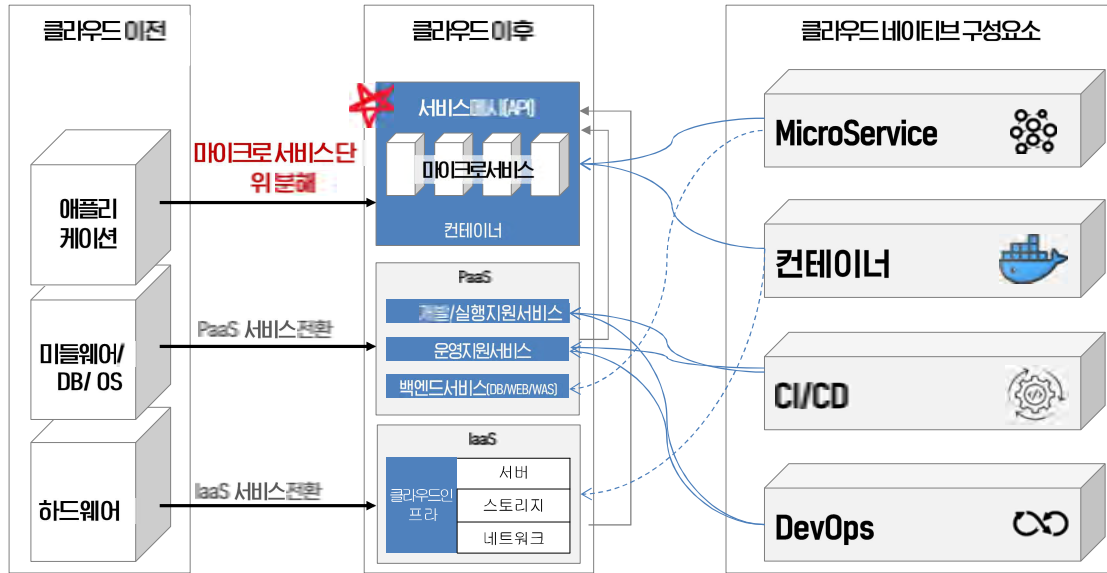 클라우드 이전
애플리
케이션
미들웨어/
DB/ OS
하드웨어
마이크로 서비스 단
위 분해
PaaS 서비스전환
IaaS 서비스전환
클라우드 이후
서비스메시(API)
마이크로서비스
컨테이너
PaaS
개발/실행지원서비스
운영지원서비스
백엔드서비스(DB/WEB/WAS)
IaaS
클라우드인
프라
서버
스토리지
네트워크
클라우드 네이티브 구성요소
MicroService
컨테이너
CI/CD
DevOps